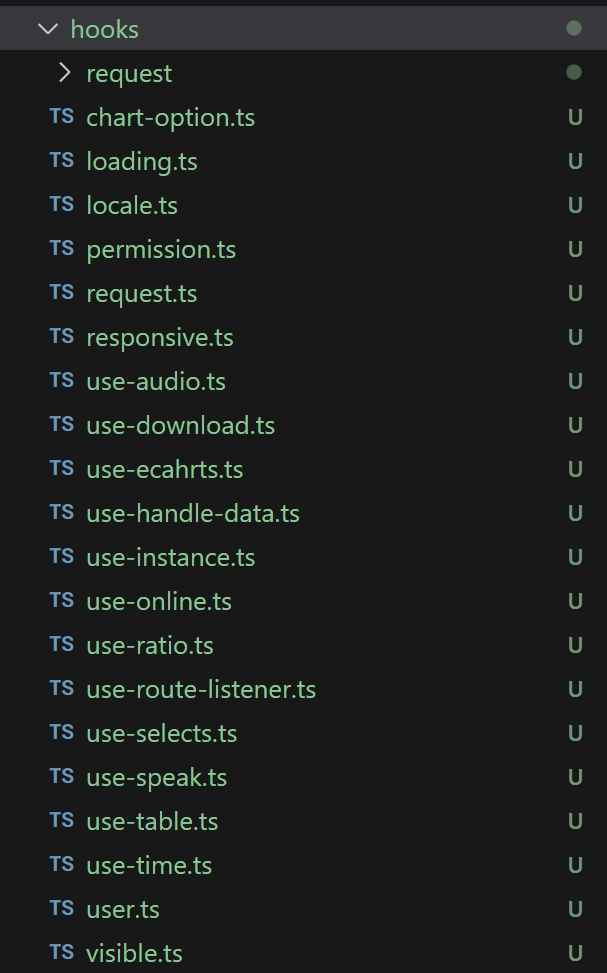 hooks
request
TS chart-option.ts U
TS loading.ts U
TS locale.ts U
TS permission.ts U
TS request.ts U
TS responsive.ts U
TS use-audio.ts U
TS use-download.ts U
TS use-ecahrts.ts U
TS use-handle-data.ts U
TS use-instance.ts U
TS use-online.ts U
TS use-ratio.ts U
TS use-route-listener.ts U
TS use-selects.ts U
TS use-speak.ts U
TS use-table.ts U
TS use-time.ts U
TS user.ts U
TS visible.ts U